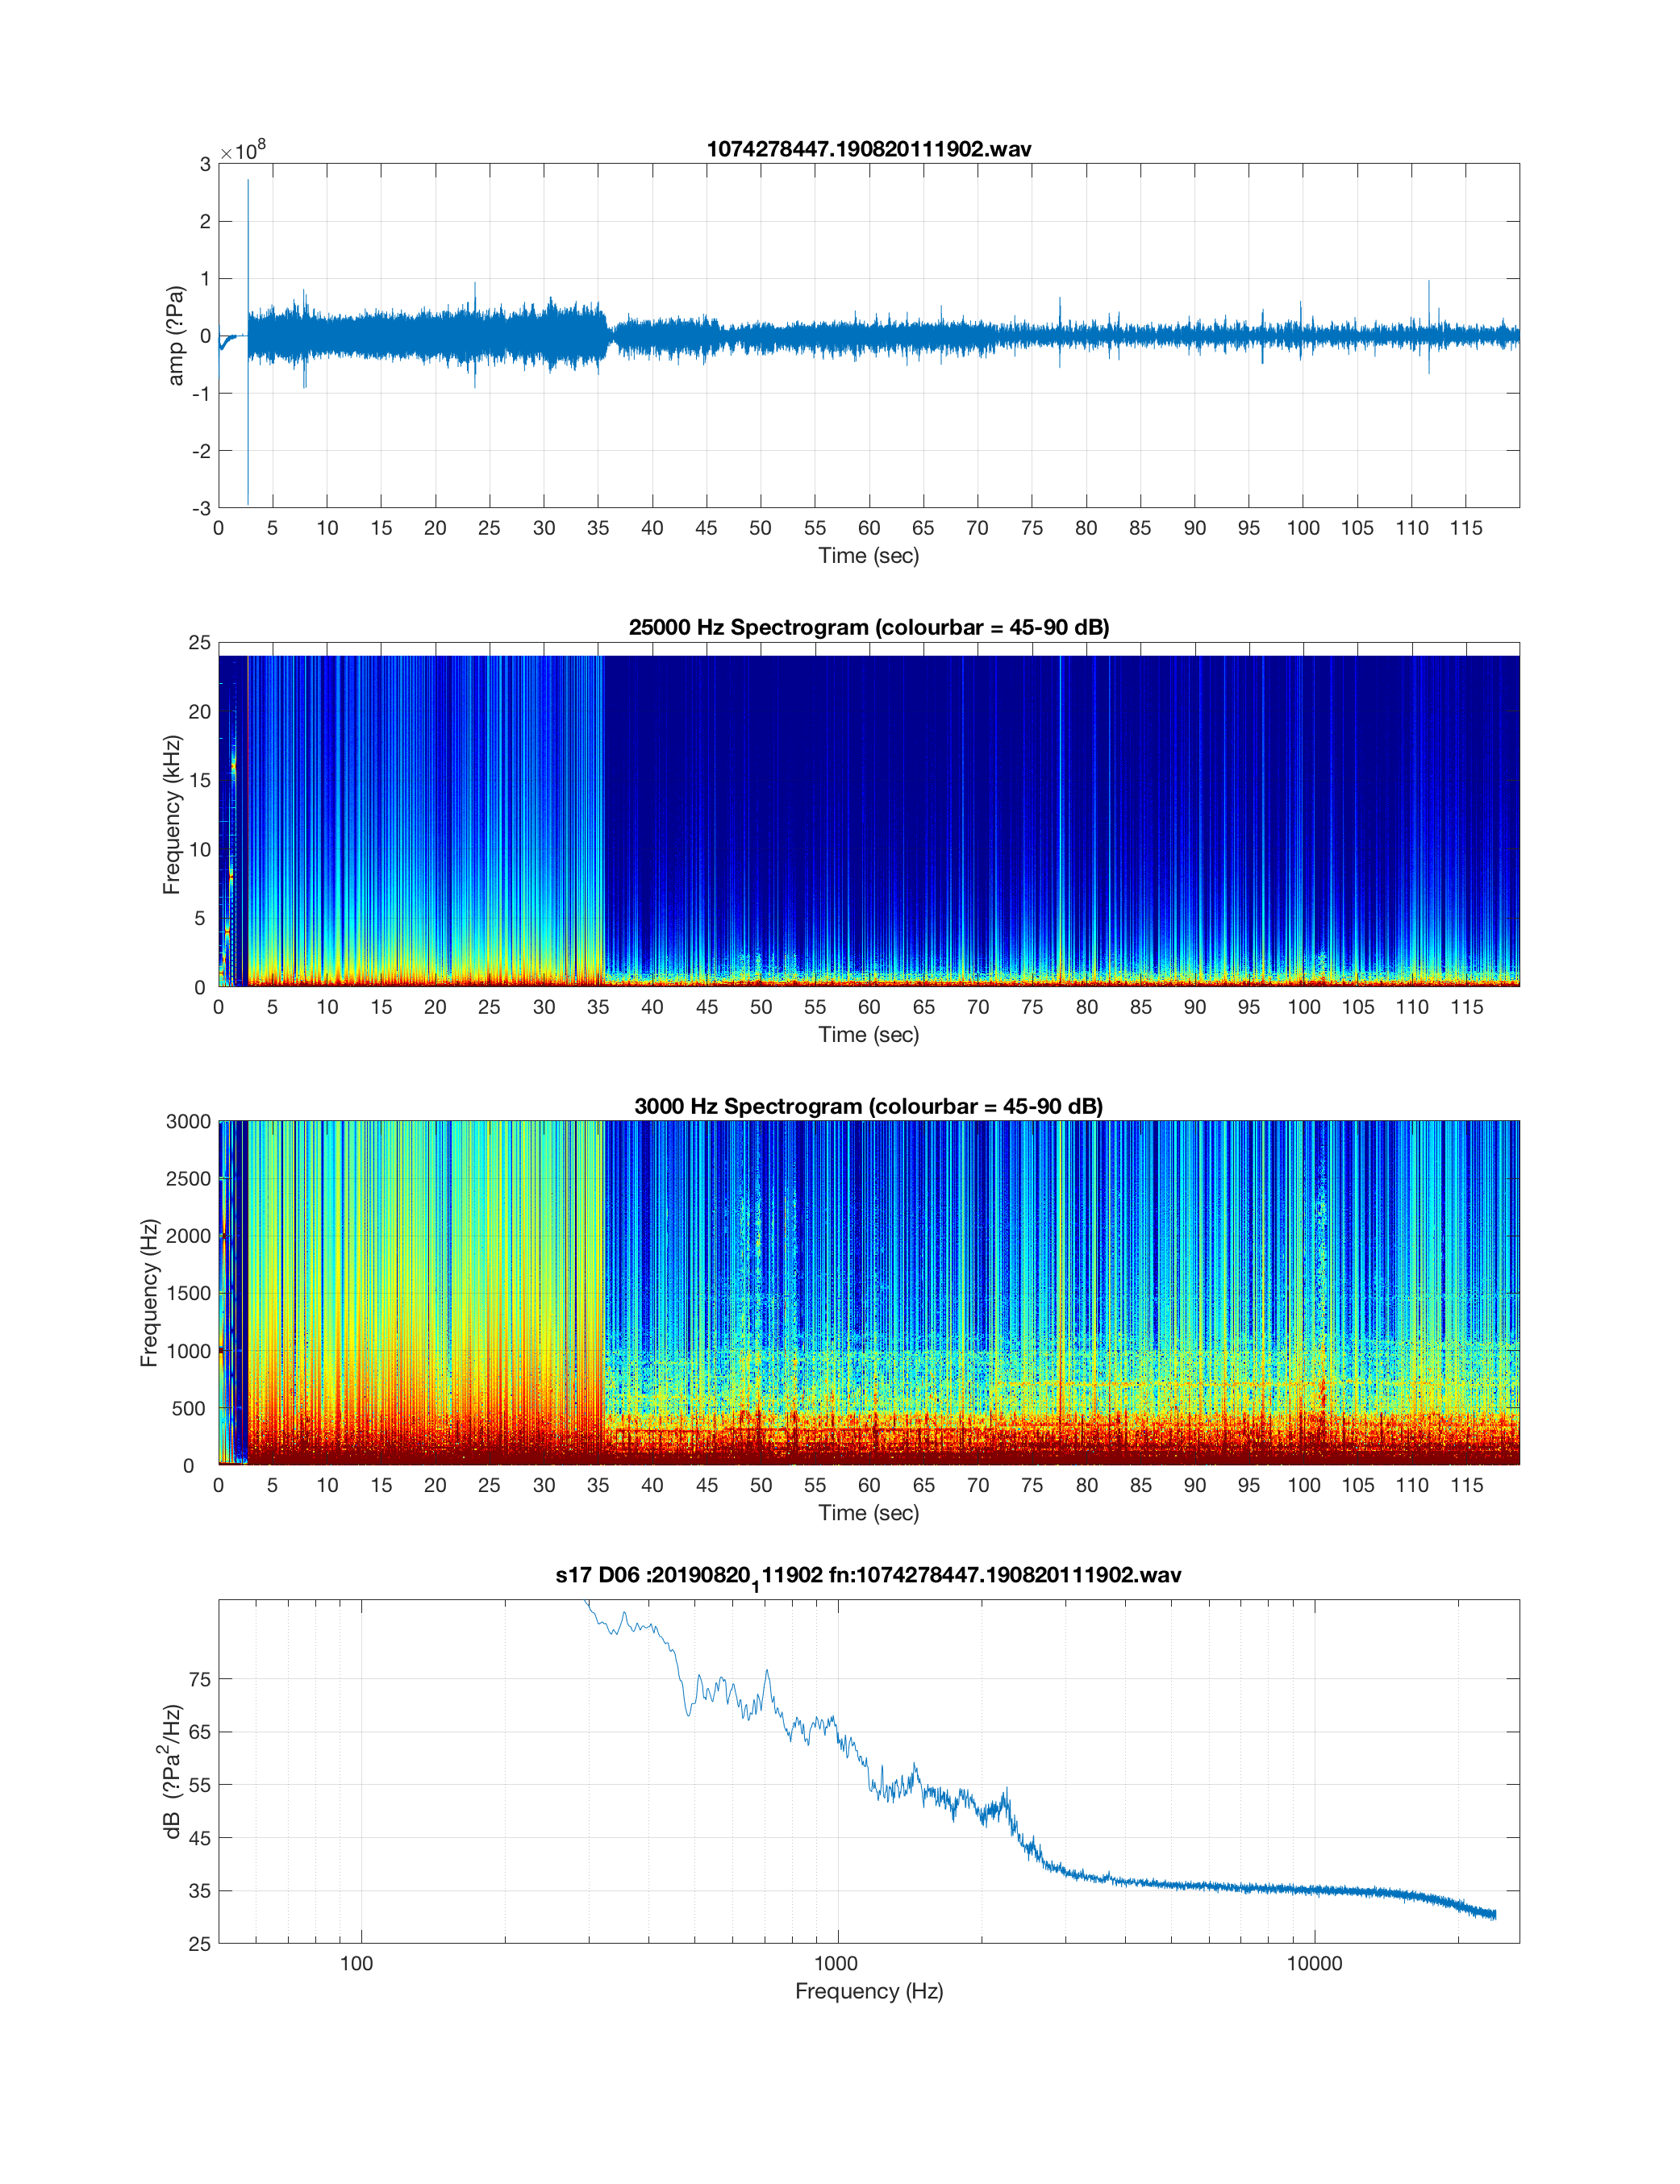 1074278447.190820111902.wav
×10^8
3
2
1
0
-1
-2
-3
amp (?Pa)
0 5 10 15 20 25 30 35 40 45 50 55 60 65 70 75 80 85 90 95 100 105 110 115
Time (sec)
25000 Hz Spectrogram (colourbar = 45-90 dB)
25
20
15
10
5
0
Frequency (kHz)
0 5 10 15 20 25 30 35 40 45 50 55 60 65 70 75 80 85 90 95 100 105 110 115
Time (sec)
3000 Hz Spectrogram (colourbar = 45-90 dB)
3000
2500
2000
1500
1000
500
0
Frequency (Hz)
0 5 10 15 20 25 30 35 40 45 50 55 60 65 70 75 80 85 90 95 100 105 110 115
Time (sec)
s17 D06 :20190820_111902 fn:1074278447.190820111902.wav
75
65
55
45
35
25
dB (?Pa²/Hz)
100 1000 10000
Frequency (Hz)